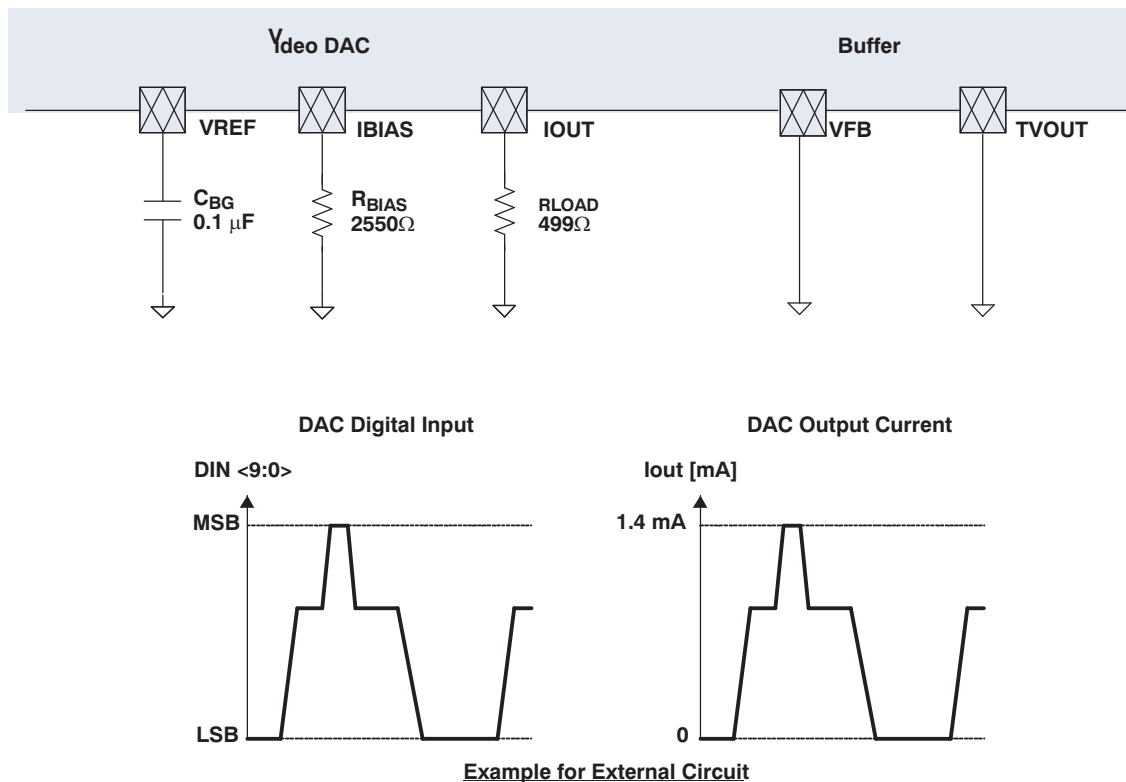 Video DAC
Buffer
VREF
IBIAS
IOUT
VFB
TVOUT
CBG
0.1 μF
RBIAS
2550Ω
RLOAD
499Ω
DAC Digital Input
DAC Output Current
DIN <9:0>
Iout [mA]
MSB
1.4 mA
LSB
0
Example for External Circuit